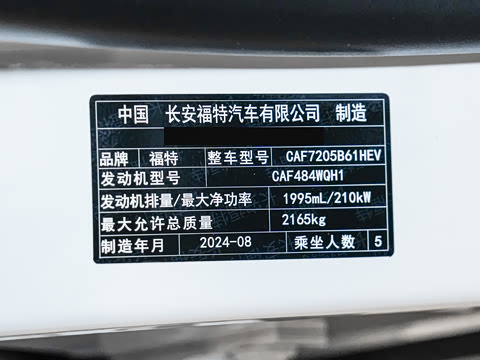 中国 长安福特汽车有限公司 制造
品牌 福特 整车型号 CAF7205B61HEV
发动机型号 CAF484WQH1
发动机排量/最大净功率 1995mL/210kW
最大允许总质量 2165kg
制造年月 2024-08 乘坐人数 5